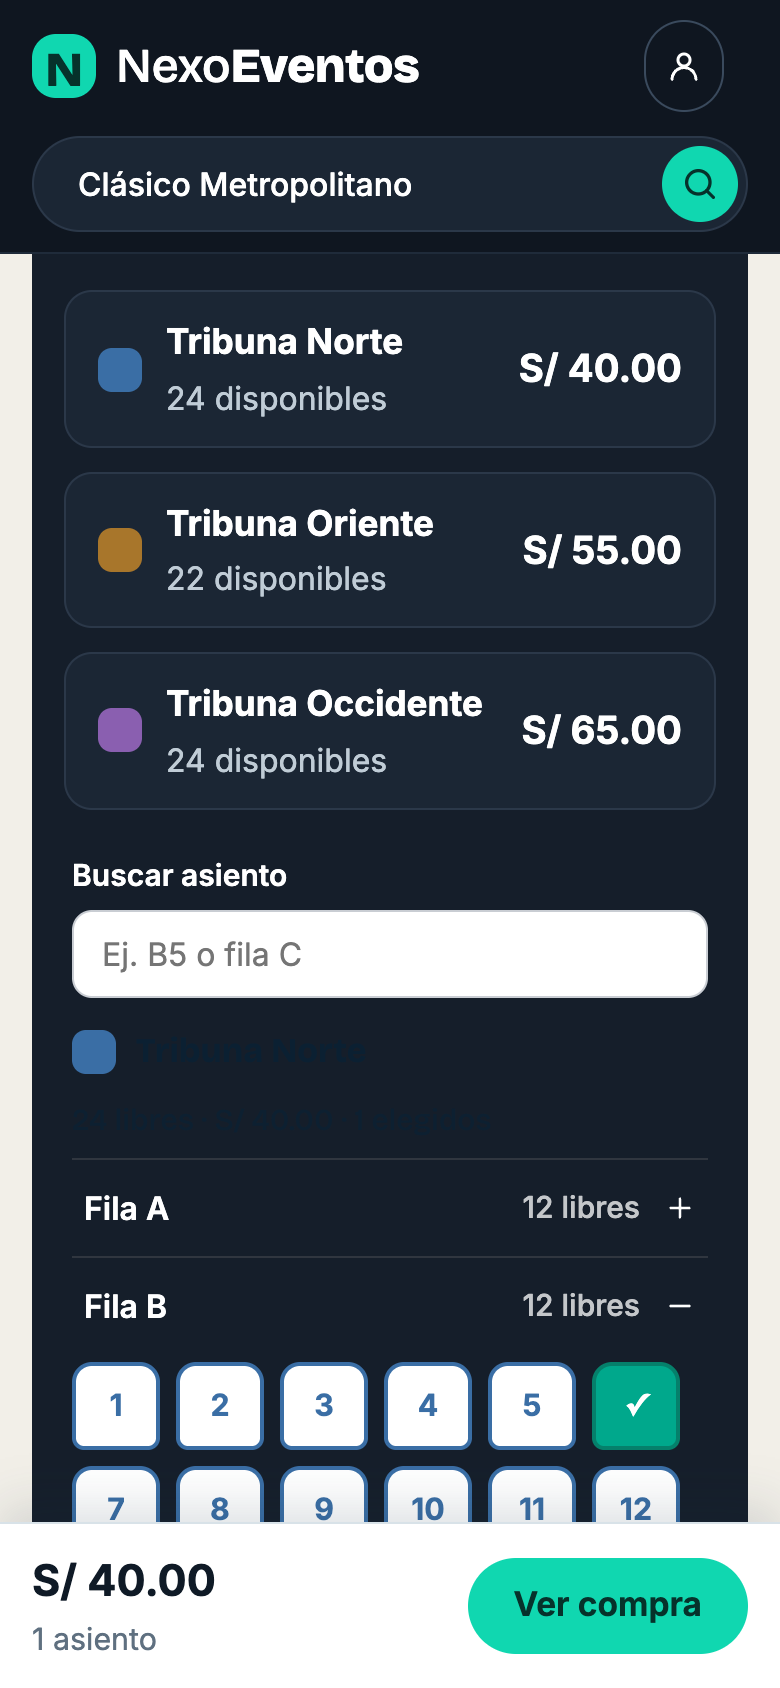 N NexoEventos
Clásico Metropolitano
Tribuna Norte
24 disponibles
S/ 40.00
Tribuna Oriente
22 disponibles
S/ 55.00
Tribuna Occidente
24 disponibles
S/ 65.00
Buscar asiento
Ej. B5 o fila C
Tribuna Norte
Fila A
12 libres
Fila B
12 libres
1 2 3 4 5 ✓
7 8 9 10 11 12
S/ 40.00
1 asiento
Ver compra